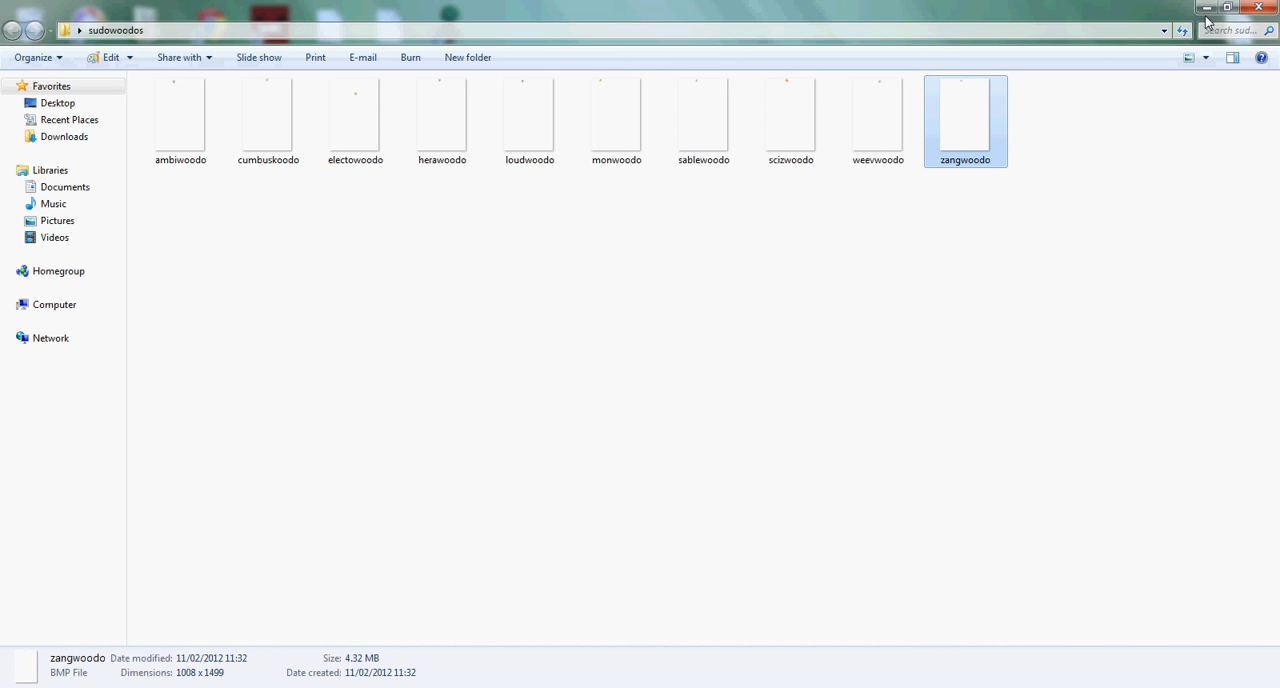 sudowoodos
Search sud...
Organize Edit Share with Slide show Print E-mail Burn New folder
Favorites
Desktop
Recent Places
Downloads
Libraries
Documents
Music
Pictures
Videos
Homegroup
Computer
Network
ambiwoodo cumbuskoodo electowoodo herawoodo loudwoodo monwoodo sablewoodo scizwoodo weevwoodo zangwoodo
zangwoodo Date modified: 11/02/2012 11:32 Size: 4.32 MB
BMP File Dimensions: 1008 x 1499 Date created: 11/02/2012 11:32